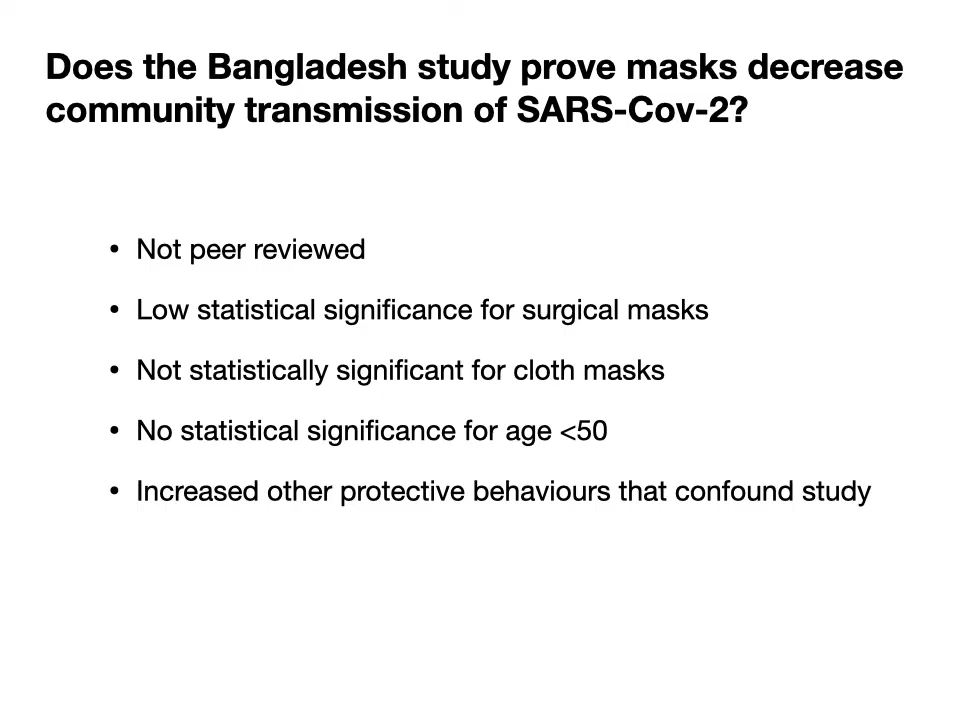 Does the Bangladesh study prove masks decrease
community transmission of SARS-Cov-2?
• Not peer reviewed
• Low statistical significance for surgical masks
• Not statistically significant for cloth masks
• No statistical significance for age <50
• Increased other protective behaviours that confound study